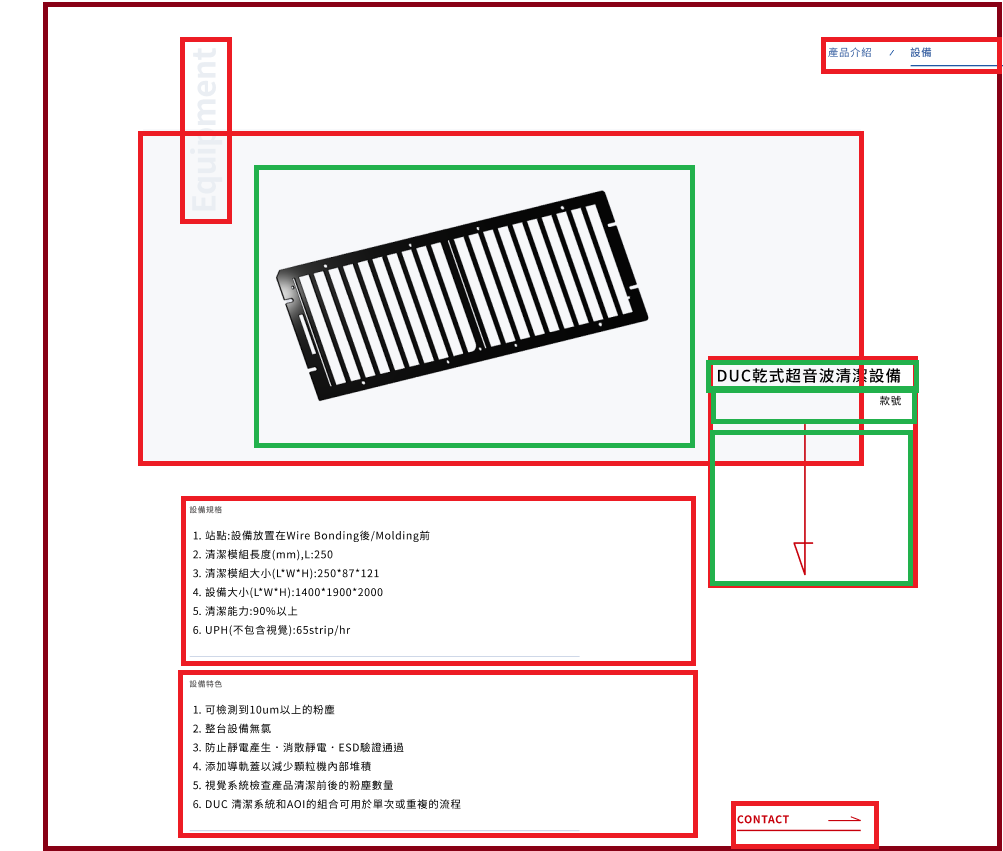 Equipment
產品介紹 / 設備
DUC乾式超音波清潔設備
款號
設備規格
1. 站點:設備放置在Wire Bonding後/Molding前
2. 清潔模組長度(mm),L:250
3. 清潔模組大小(L*W*H):250*87*121
4. 設備大小(L*W*H):1400*1900*2000
5. 清潔能力:90%以上
6. UPH(不包含視覺):65strip/hr
設備特色
1. 可檢測到10um以上的粉塵
2. 整台設備無氣
3. 防止靜電產生・消散靜電・ESD驗證通過
4. 添加導軌蓋以減少顆粒機內部堆積
5. 視覺系統檢查產品清潔前後的粉塵數量
6. DUC 清潔系統和AOI的組合可用於單次或重複的流程
CONTACT